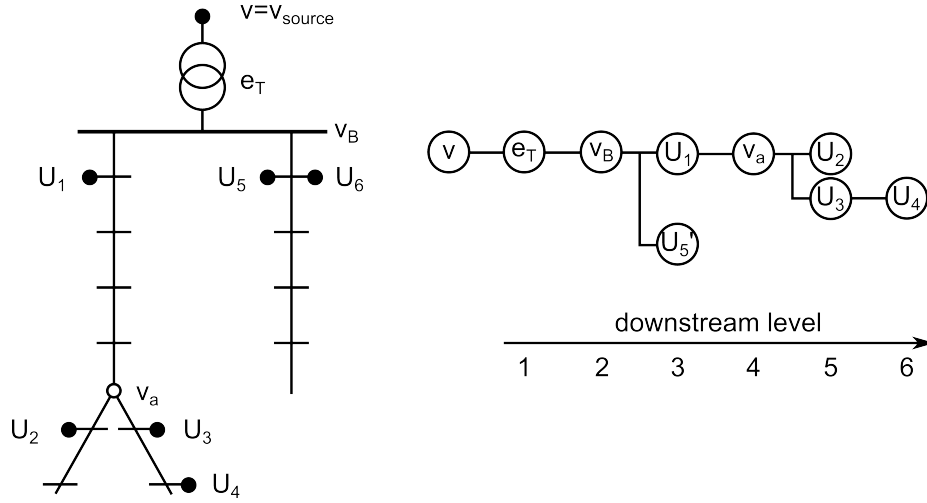 v=v_source
e_T
v_B
U_1
U_5
U_6
v_a
U_2
U_3
U_4
v
e_T
v_B
U_1
v_a
U_2
U_3
U_4
U_5'
downstream level
1 2 3 4 5 6